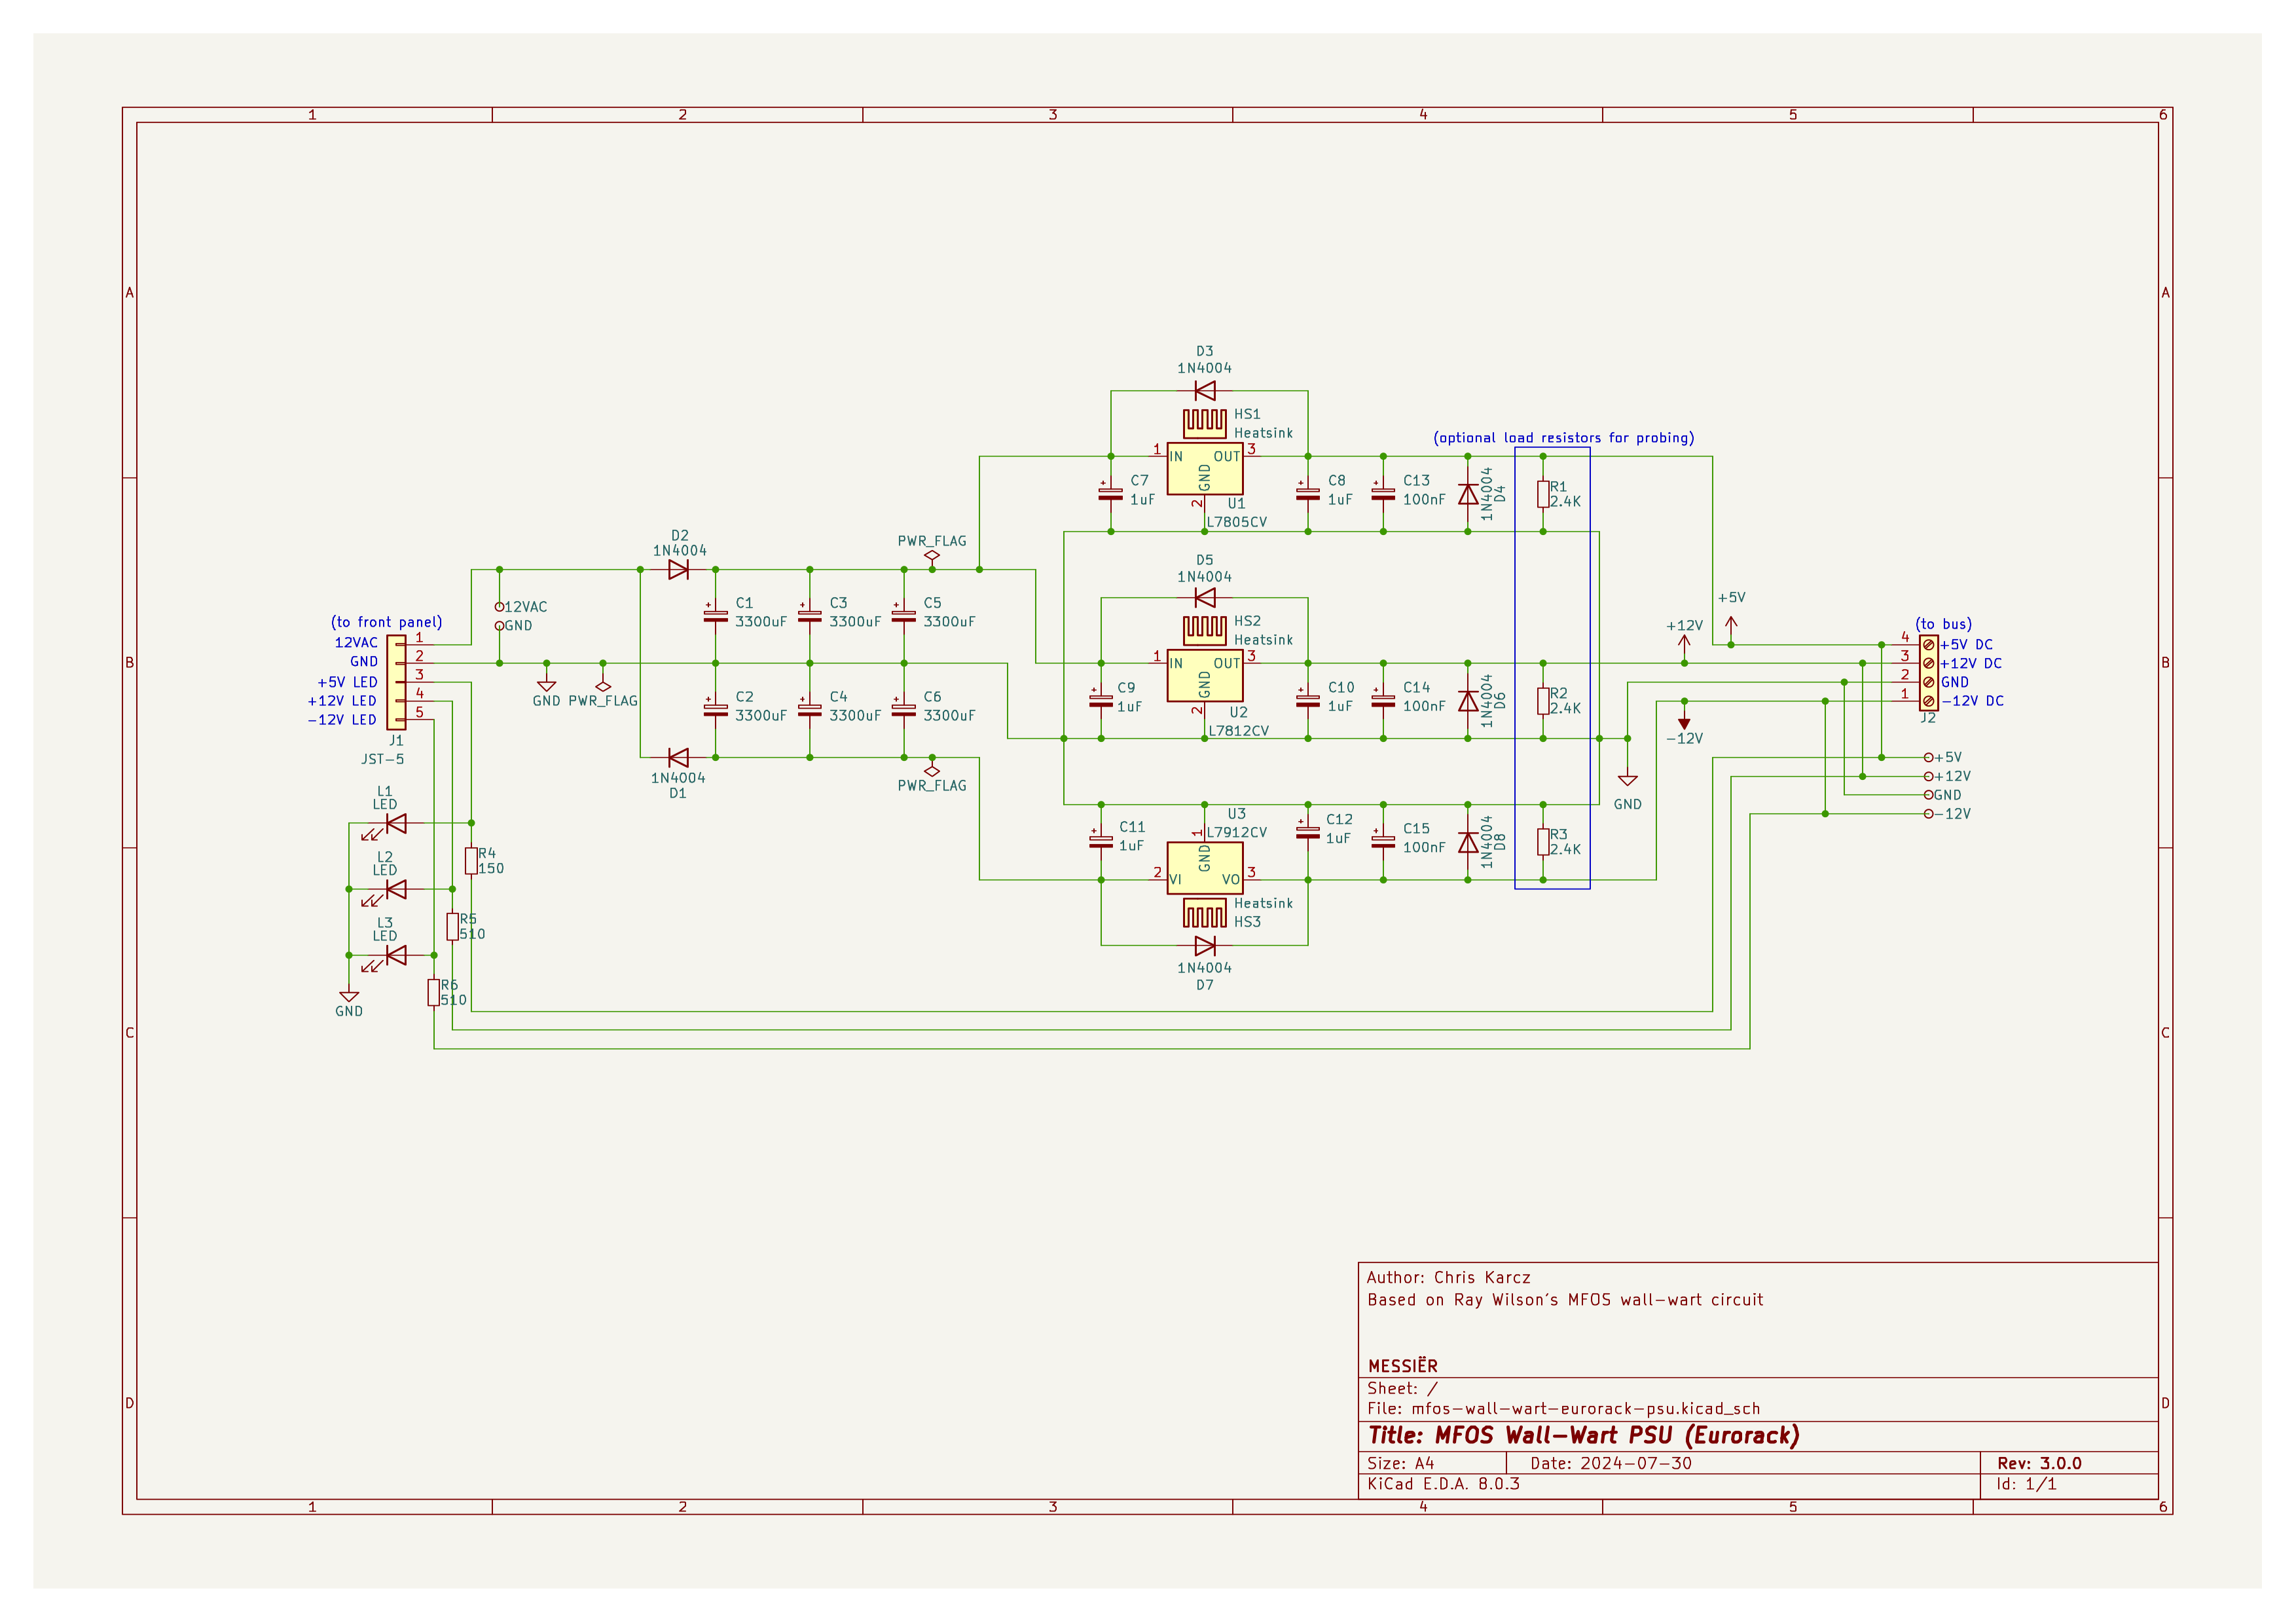 1 2 3 4 5 6
A A
D3
1N4004
HS1
Heatsink
(optional load resistors for probing)
1 IN OUT 3
GND
2
U1
L7805CV
C7
1uF
C8
1uF
C13
100nF
1N4004
D4
R1
2.4K
D2
1N4004
PWR_FLAG
D5
1N4004
12VAC
GND
C1
3300uF
C3
3300uF
C5
3300uF
HS2
Heatsink
+5V
+12V
(to front panel)
12VAC 1
GND 2
+5V LED 3
+12V LED 4
-12V LED 5
J1
JST-5
B B
GND PWR_FLAG
C2
3300uF
C4
3300uF
C6
3300uF
1 IN OUT 3
GND
2
U2
L7812CV
C9
1uF
C10
1uF
C14
100nF
1N4004
D6
R2
2.4K
-12V
(to bus)
4 +5V DC
3 +12V DC
2 GND
1 -12V DC
J2
1N4004
D1
PWR_FLAG
GND
+5V
+12V
GND
-12V
L1
LED
L2
LED
L3
LED
R4
150
R5
510
R6
510
GND
C11
1uF
U3
L7912CV
1
GND
2 VI VO 3
C12
1uF
C15
100nF
1N4004
D8
R3
2.4K
Heatsink
HS3
1N4004
D7
C C
Author: Chris Karcz
Based on Ray Wilson's MFOS wall-wart circuit
MESSIËR
Sheet: /
File: mfos-wall-wart-eurorack-psu.kicad_sch
D D
Title: MFOS Wall-Wart PSU (Eurorack)
Size: A4 Date: 2024-07-30 Rev: 3.0.0
KiCad E.D.A. 8.0.3 Id: 1/1
1 2 3 4 5 6